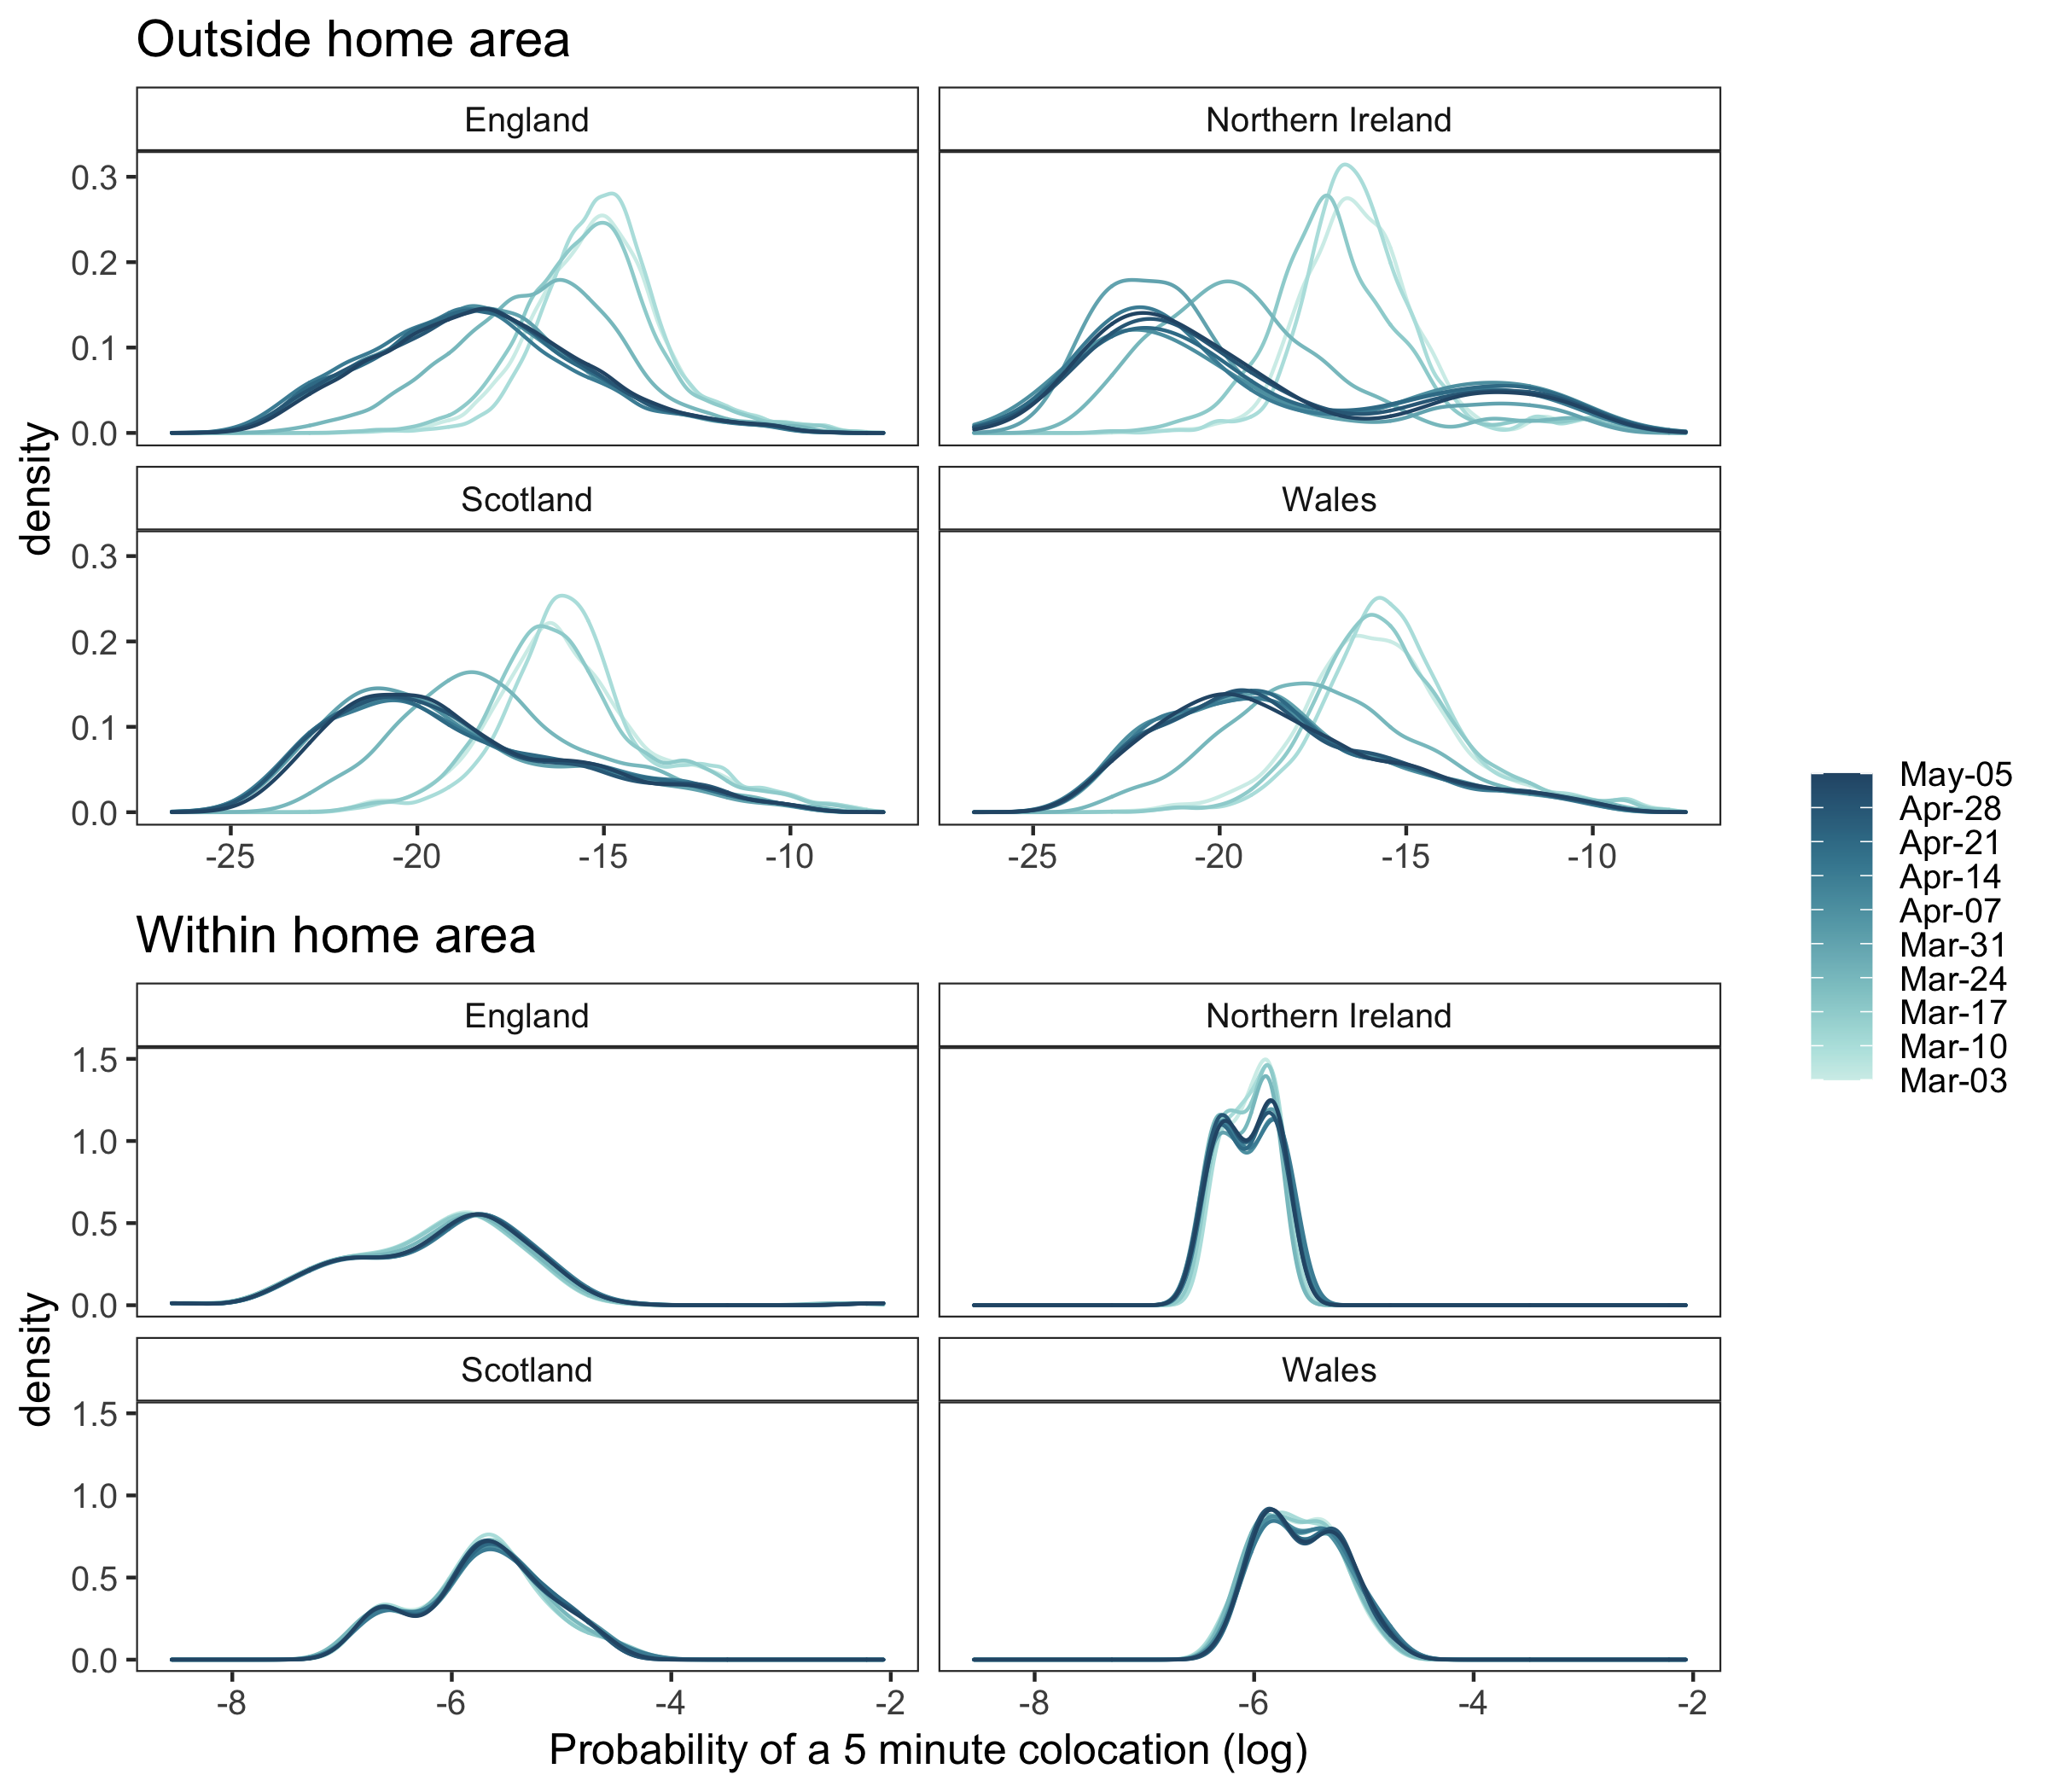 Outside home area
England
Northern Ireland
0.3
0.2
0.1
0.0
Scotland
Wales
0.3
0.2
0.1
0.0
density
-25
-20
-15
-10
-25
-20
-15
-10
Within home area
England
Northern Ireland
1.5
1.0
0.5
0.0
Scotland
Wales
1.5
1.0
0.5
0.0
density
-8
-6
-4
-2
-8
-6
-4
-2
Probability of a 5 minute colocation (log)
May-05
Apr-28
Apr-21
Apr-14
Apr-07
Mar-31
Mar-24
Mar-17
Mar-10
Mar-03